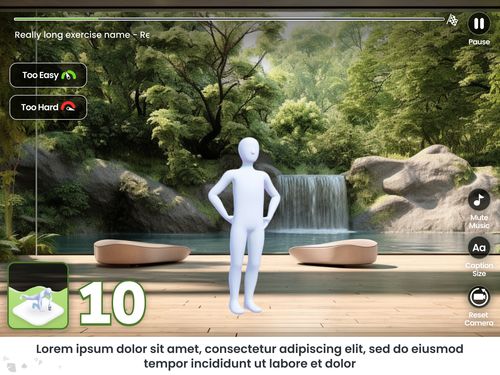 Really long exercise name - Re
Pause
Too Easy
Too Hard
Mute
Music
Aa
Caption
Size
Reset
Camera
10
Lorem ipsum dolor sit amet, consectetur adipiscing elit, sed do eiusmod
tempor incididunt ut labore et dolor